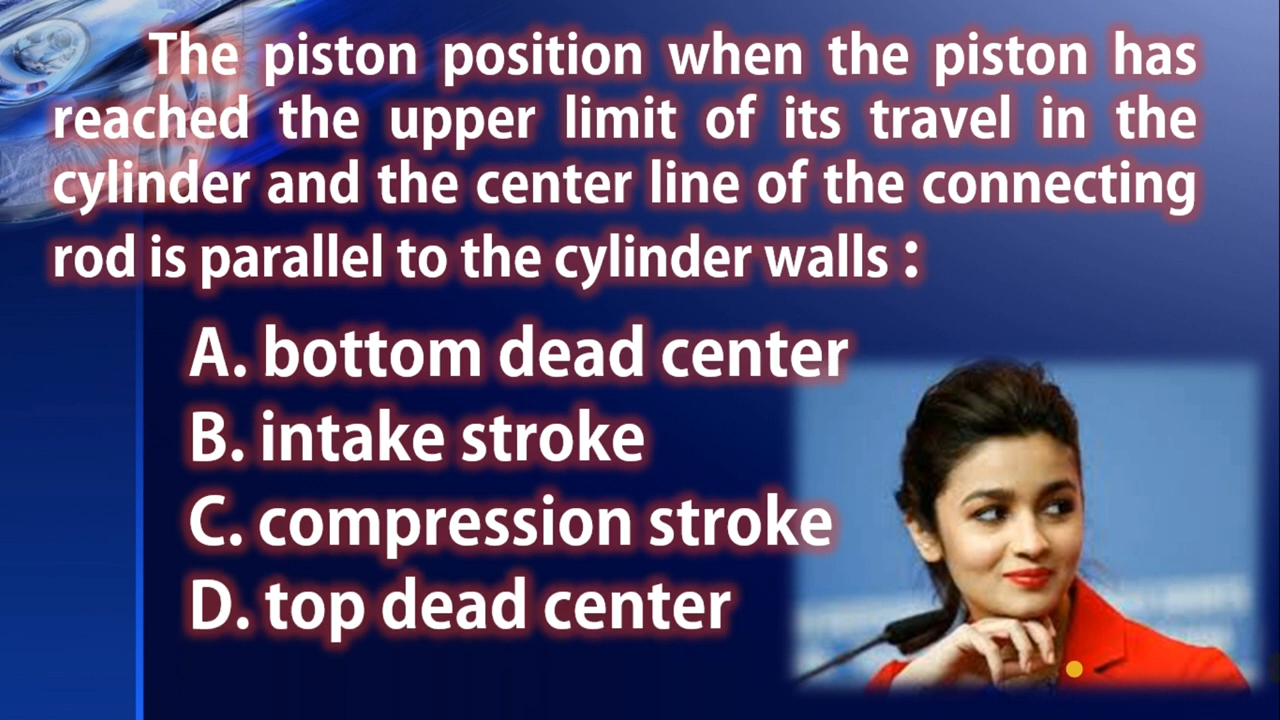 The piston position when the piston has
reached the upper limit of its travel in the
cylinder and the center line of the connecting
rod is parallel to the cylinder walls :
A. bottom dead center
B. intake stroke
C. compression stroke
D. top dead center